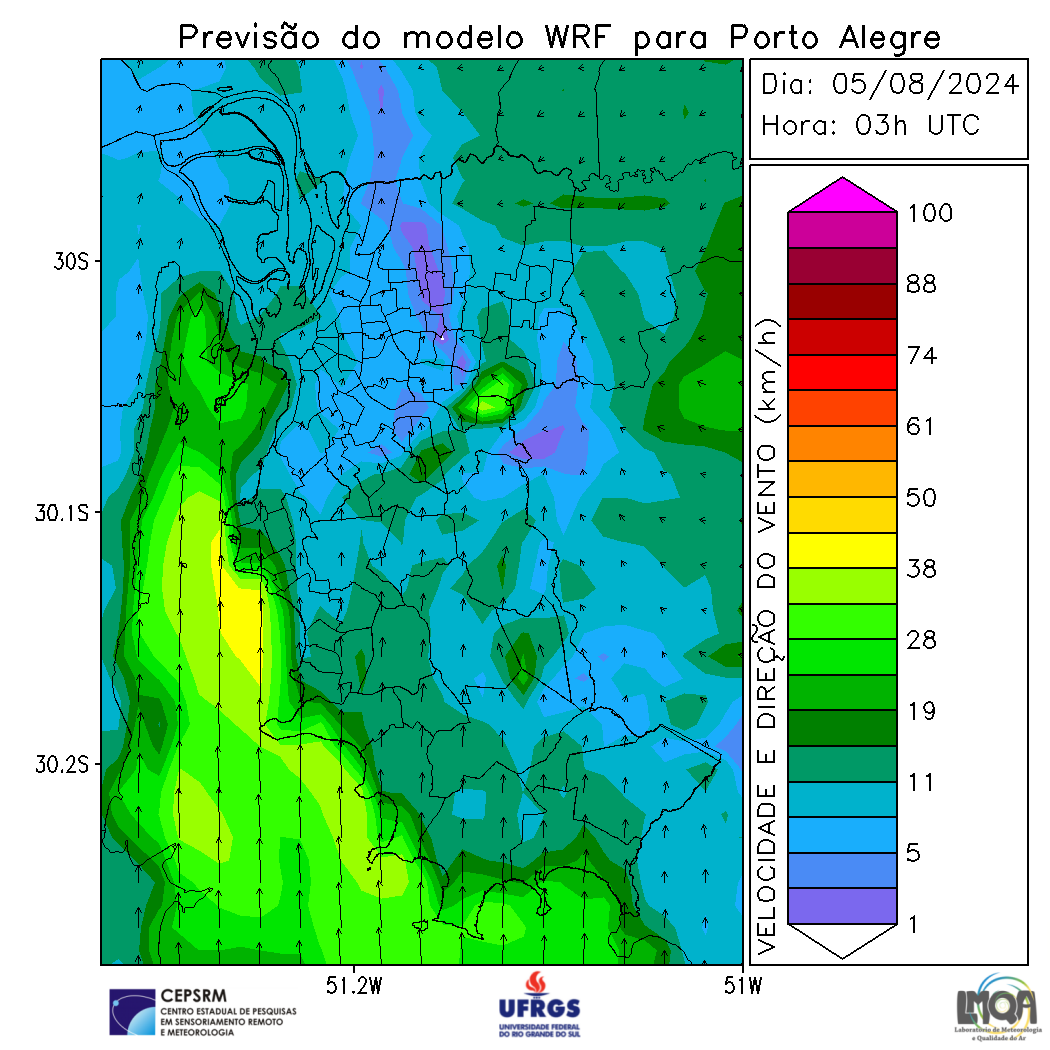 Previsão do modelo WRF para Porto Alegre
Dia: 05/08/2024
Hora: 03h UTC
30S
30.1S
30.2S
51.2W
51W
VELOCIDADE E DIREÇÃO DO VENTO (km/h)
100
88
74
61
50
38
28
19
11
5
1
CEPSRM
CENTRO ESTADUAL DE PESQUISAS
EM SENSORIAMENTO REMOTO
E METEOROLOGIA
UFRGS
UNIVERSIDADE FEDERAL
DO RIO GRANDE DO SUL
LMQA
Laboratório de Meteorologia
e Qualidade do Ar